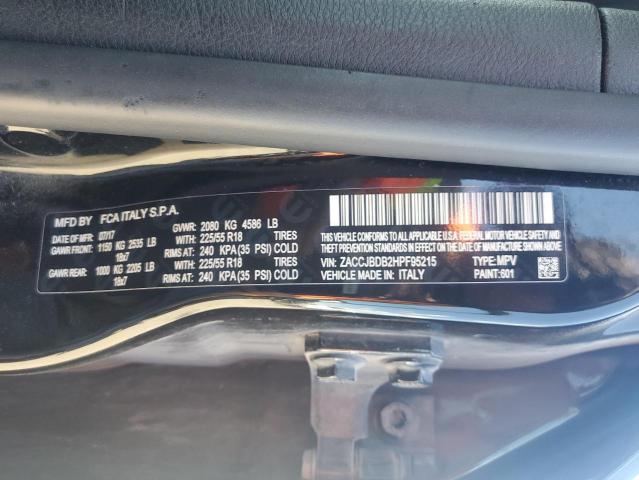 MFD BY FCA ITALY S.P.A.
DATE OF MFR: 07/17 GVWR: 2080 KG 4586 LB
GAWR FRONT: 1150 KG 2535 LB WITH: 225/55 R18 TIRES
18x7 RIMS AT: 240 KPA(35 PSI) COLD
GAWR REAR: 1000 KG 2205 LB WITH: 225/55 R18 TIRES
18x7 RIMS AT: 240 KPA(35 PSI) COLD
THIS VEHICLE CONFORMS TO ALL APPLICABLE U.S.A. FEDERAL MOTOR
VEHICLE SAFETY, BUMPER, AND THEFT PREVENTION STANDARDS IN
EFFECT ON THE DATE OF MANUFACTURE SHOWN ABOVE.
VIN: ZACCJBDB2HPF95215 TYPE: MPV
VEHICLE MADE IN: ITALY PAINT: 601